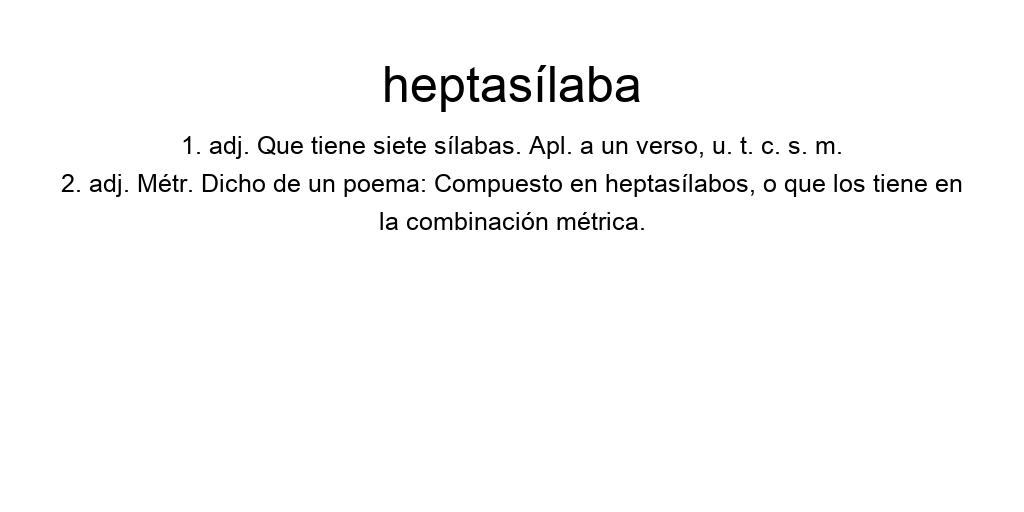 heptasílaba
1. adj. Que tiene siete sílabas. Apl. a un verso, u. t. c. s. m.
2. adj. Métr. Dicho de un poema: Compuesto en heptasílabos, o que los tiene en
la combinación métrica.